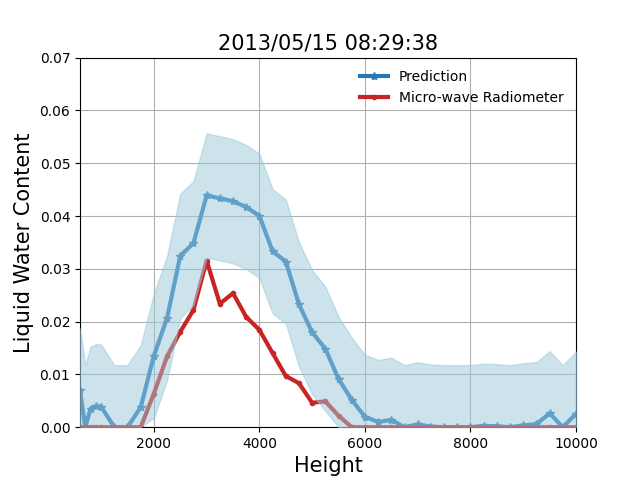 2013/05/15 08:29:38
0.07
0.06
0.05
0.04
0.03
0.02
0.01
0.00
Liquid Water Content
Prediction
Micro-wave Radiometer
2000 4000 6000 8000 10000
Height